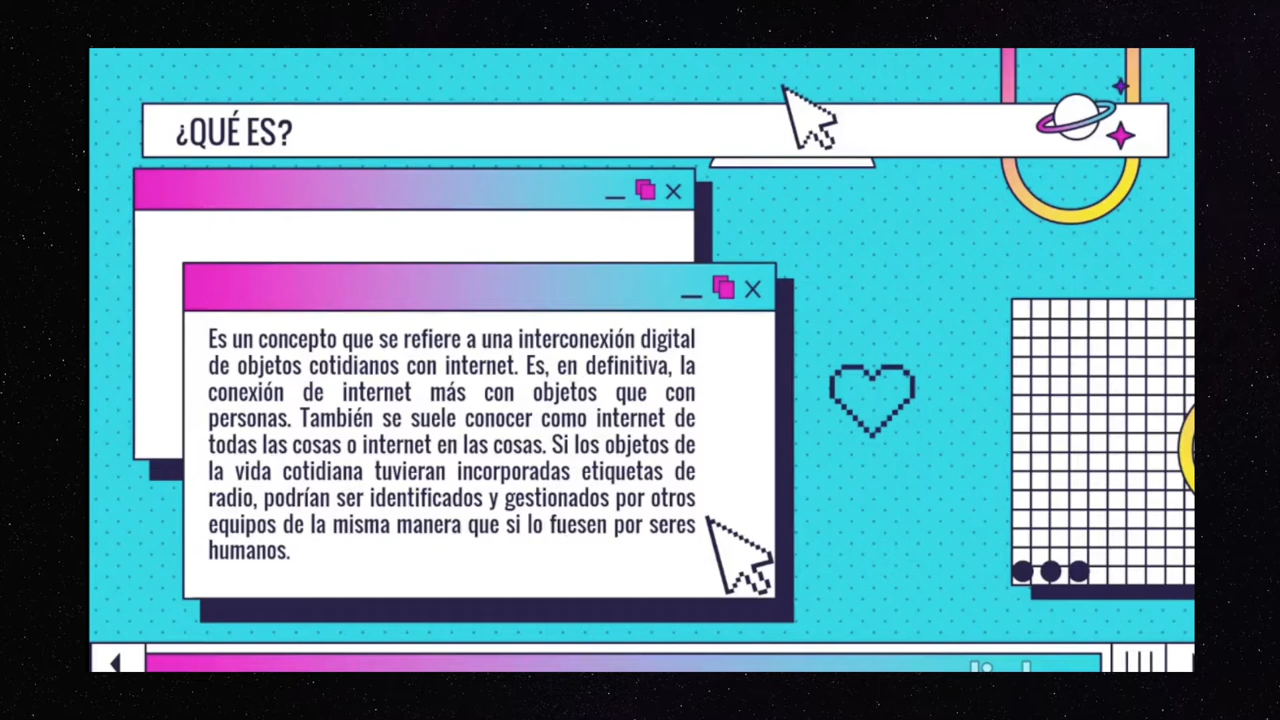 ¿QUÉ ES?
Es un concepto que se refiere a una interconexión digital
de objetos cotidianos con internet. Es, en definitiva, la
conexión de internet más con objetos que con
personas. También se suele conocer como internet de
todas las cosas o internet en las cosas. Si los objetos de
la vida cotidiana tuvieran incorporadas etiquetas de
radio, podrían ser identificados y gestionados por otros
equipos de la misma manera que si lo fuesen por seres
humanos.